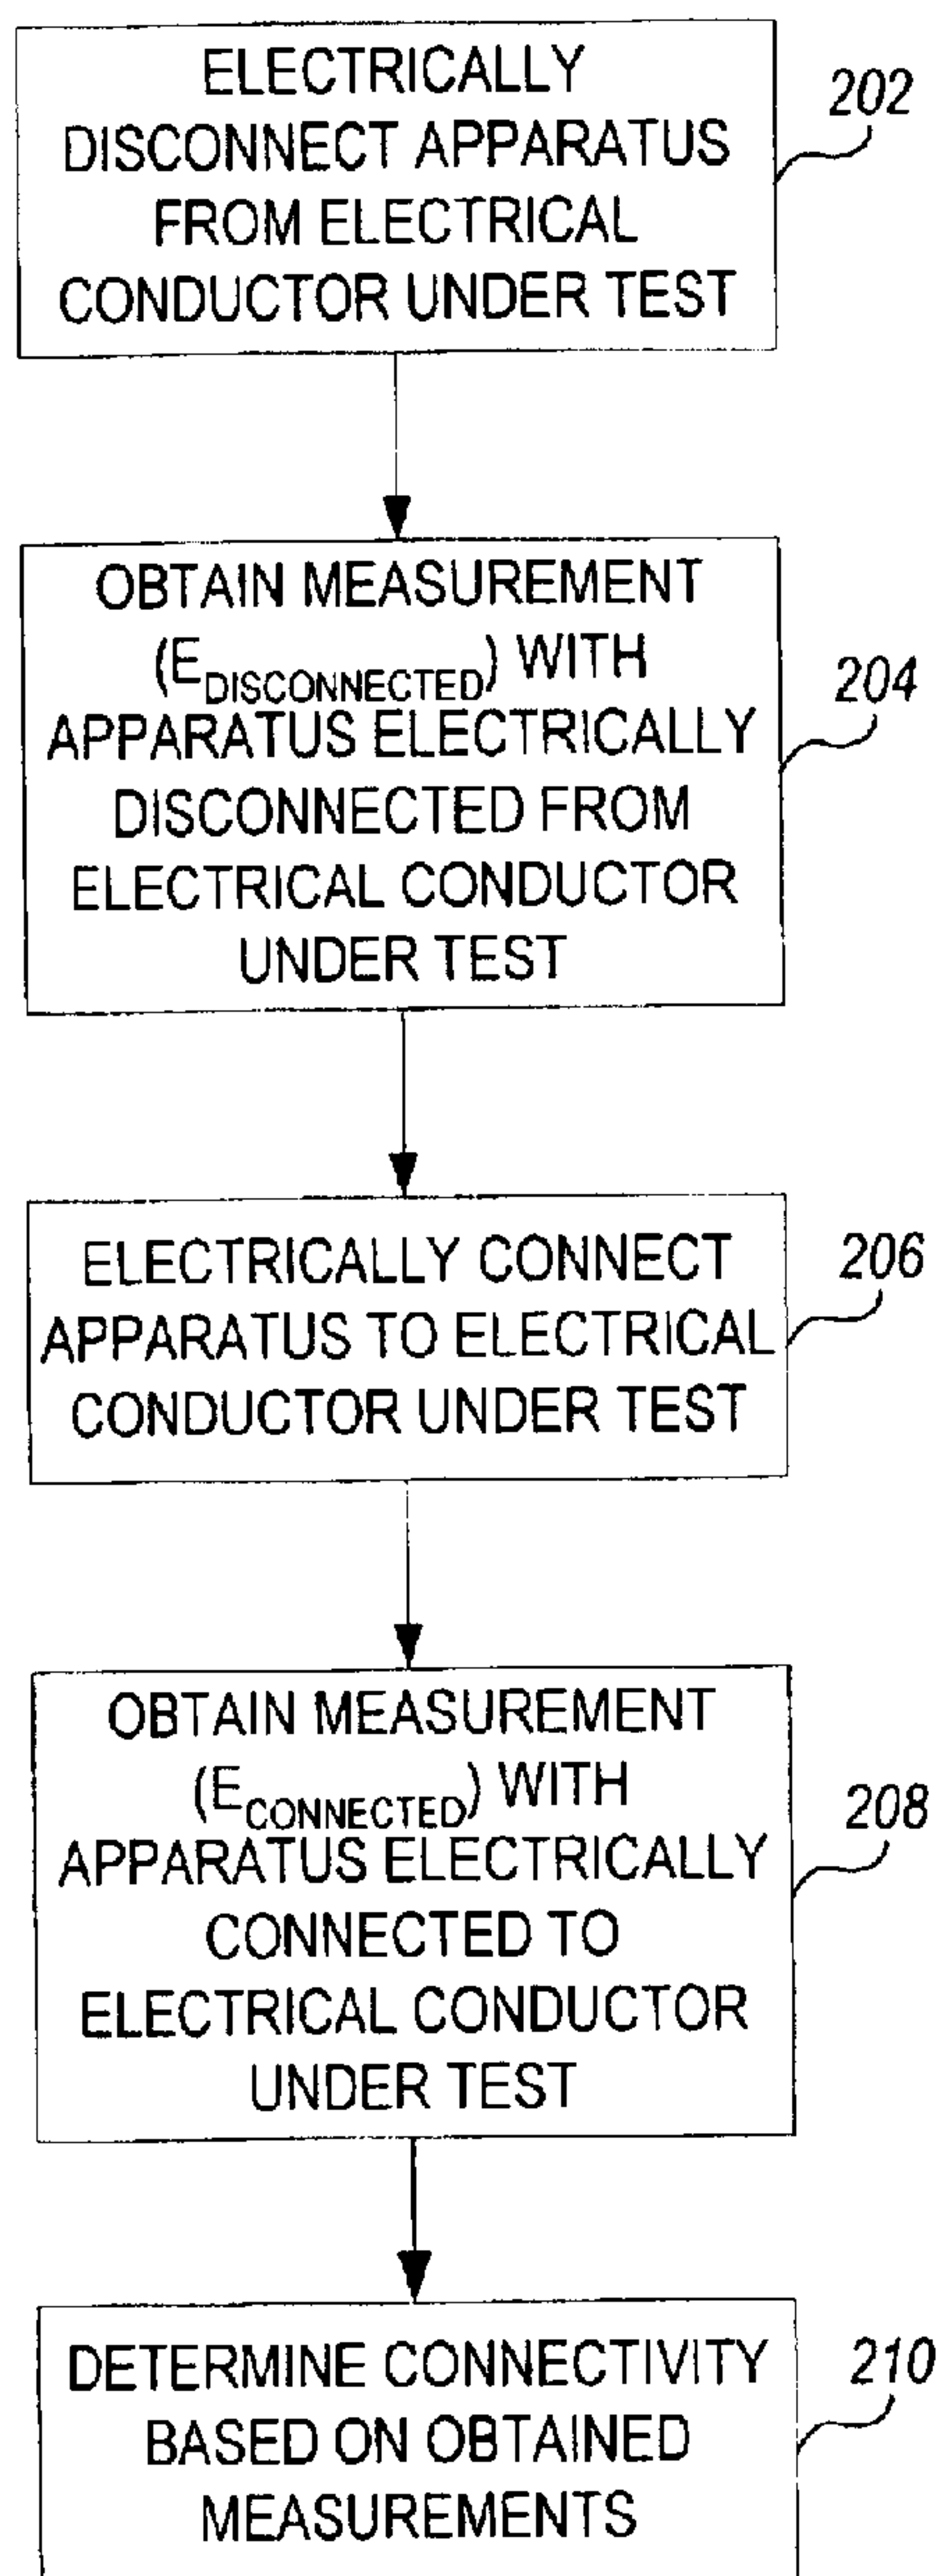 ELECTRICALLY
DISCONNECT APPARATUS
FROM ELECTRICAL
CONDUCTOR UNDER TEST
202
OBTAIN MEASUREMENT
(EDISCONNECTED) WITH
APPARATUS ELECTRICALLY
DISCONNECTED FROM
ELECTRICAL CONDUCTOR
UNDER TEST
204
ELECTRICALLY CONNECT
APPARATUS TO ELECTRICAL
CONDUCTOR UNDER TEST
206
OBTAIN MEASUREMENT
(ECONNECTED) WITH
APPARATUS ELECTRICALLY
CONNECTED TO
ELECTRICAL CONDUCTOR
UNDER TEST
208
DETERMINE CONNECTIVITY
BASED ON OBTAINED
MEASUREMENTS
210